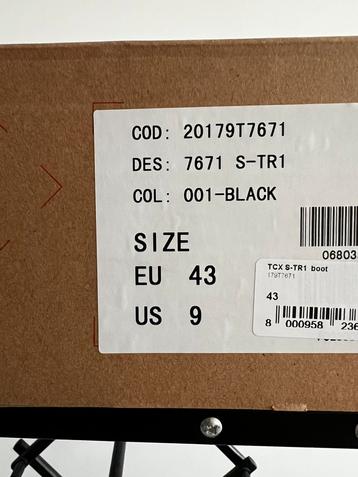 COD: 20179T7671
DES: 7671 S-TR1
COL: 001-BLACK
SIZE
EU 43
US 9
06803
TCX S-TR1 boot
179T7671
43
8 000958 236